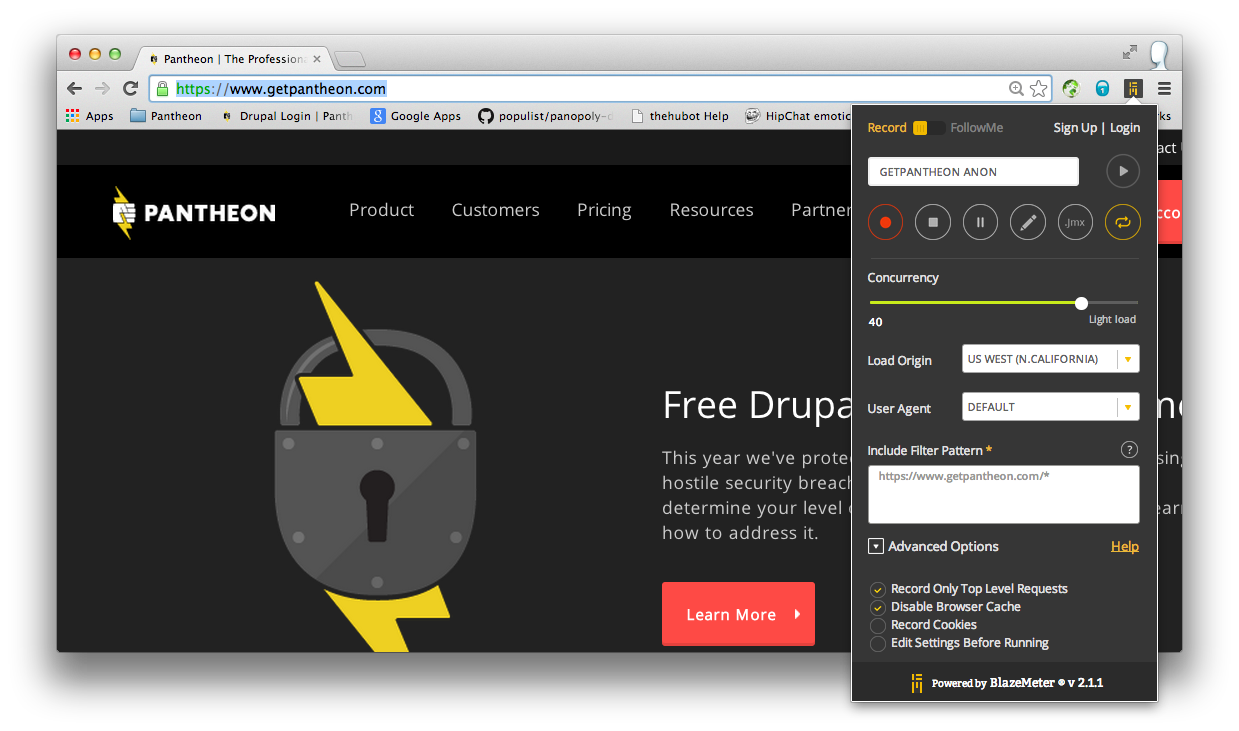 Pantheon | The Profession
https://www.getpantheon.com
Apps
Pantheon
Drupal Login | Panth
Google Apps
populist/panopoly-d
thehubot Help
HipChat emotic
ks
Record
FollowMe
Sign Up | Login
act U
GETPANTHEON ANON
PANTHEON
Product
Customers
Pricing
Resources
Partner
cco
.Jmx
Concurrency
40
Light load
Load Origin
US WEST (N.CALIFORNIA)
User Agent
DEFAULT
Free Drupa
me
Include Filter Pattern *
?
https://www.getpantheon.com/*
This year we've prote
sing
hostile security breach
determine your level o
earn
how to address it.
Advanced Options
Help
Learn More
Record Only Top Level Requests
Disable Browser Cache
Record Cookies
Edit Settings Before Running
Powered by BlazeMeter ® v 2.1.1